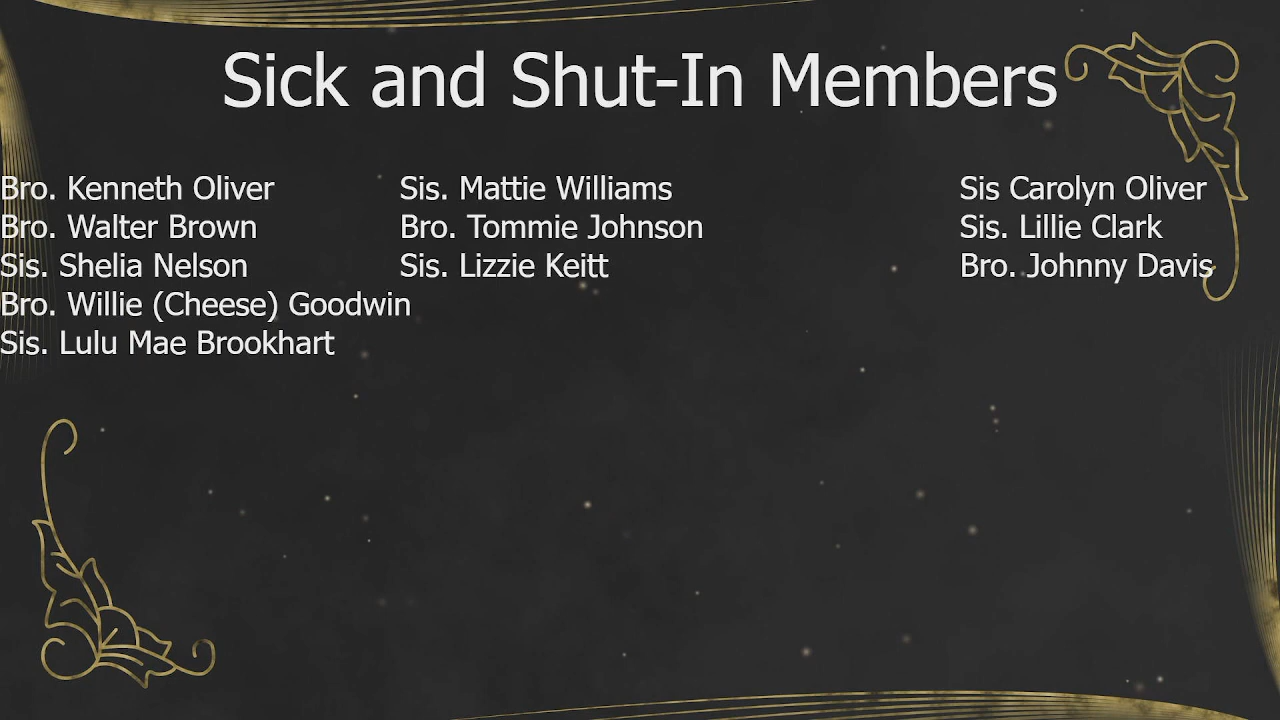 Sick and Shut-In Members
Bro. Kenneth Oliver
Bro. Walter Brown
Sis. Shelia Nelson
Bro. Willie (Cheese) Goodwin
Sis. Lulu Mae Brookhart
Sis. Mattie Williams
Bro. Tommie Johnson
Sis. Lizzie Keitt
Sis Carolyn Oliver
Sis. Lillie Clark
Bro. Johnny Davis